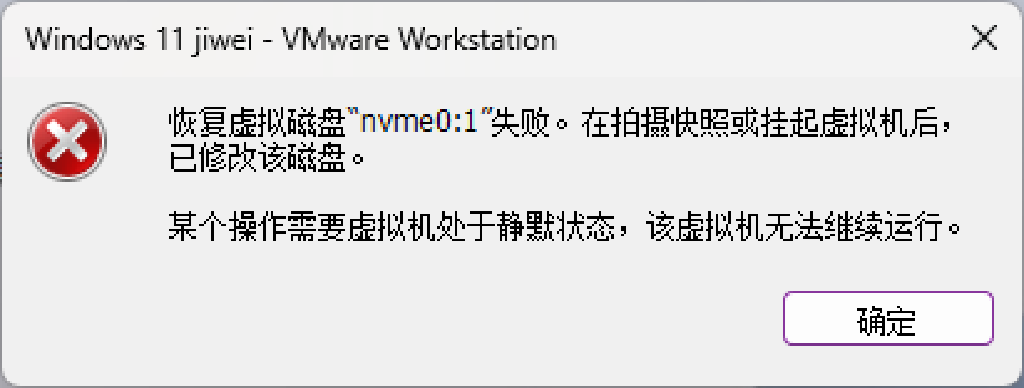 Windows 11 jiwei - VMware Workstation
恢复虚拟磁盘“nvme0:1”失败。在拍摄快照或挂起虚拟机后，
已修改该磁盘。
某个操作需要虚拟机处于静默状态，该虚拟机无法继续运行。
确定